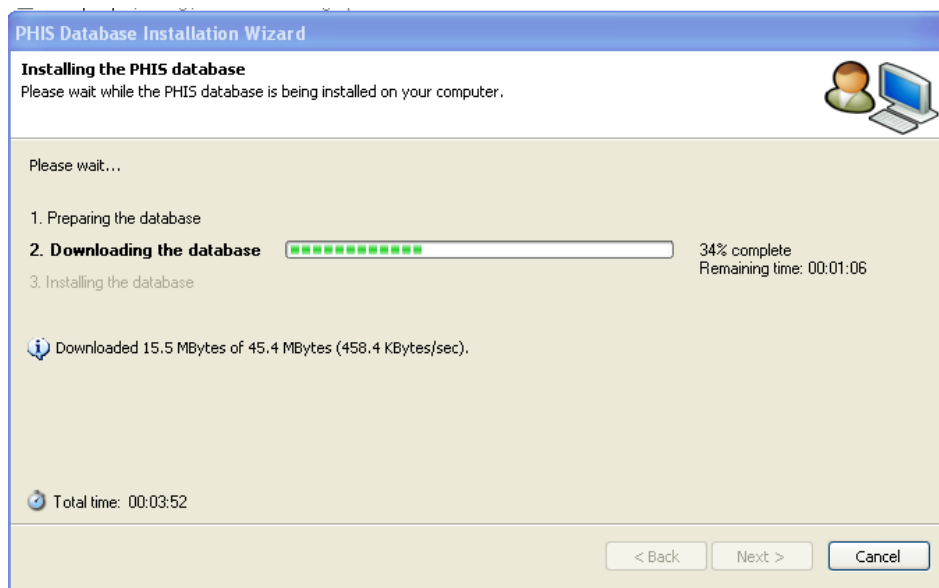 PHIS Database Installation Wizard
Installing the PHIS database
Please wait while the PHIS database is being installed on your computer.
Please wait...
1. Preparing the database
2. Downloading the database
34% complete
Remaining time: 00:01:06
3. Installing the database
Downloaded 15.5 MBytes of 45.4 MBytes (458.4 KBytes/sec).
Total time: 00:03:52
< Back
Next >
Cancel